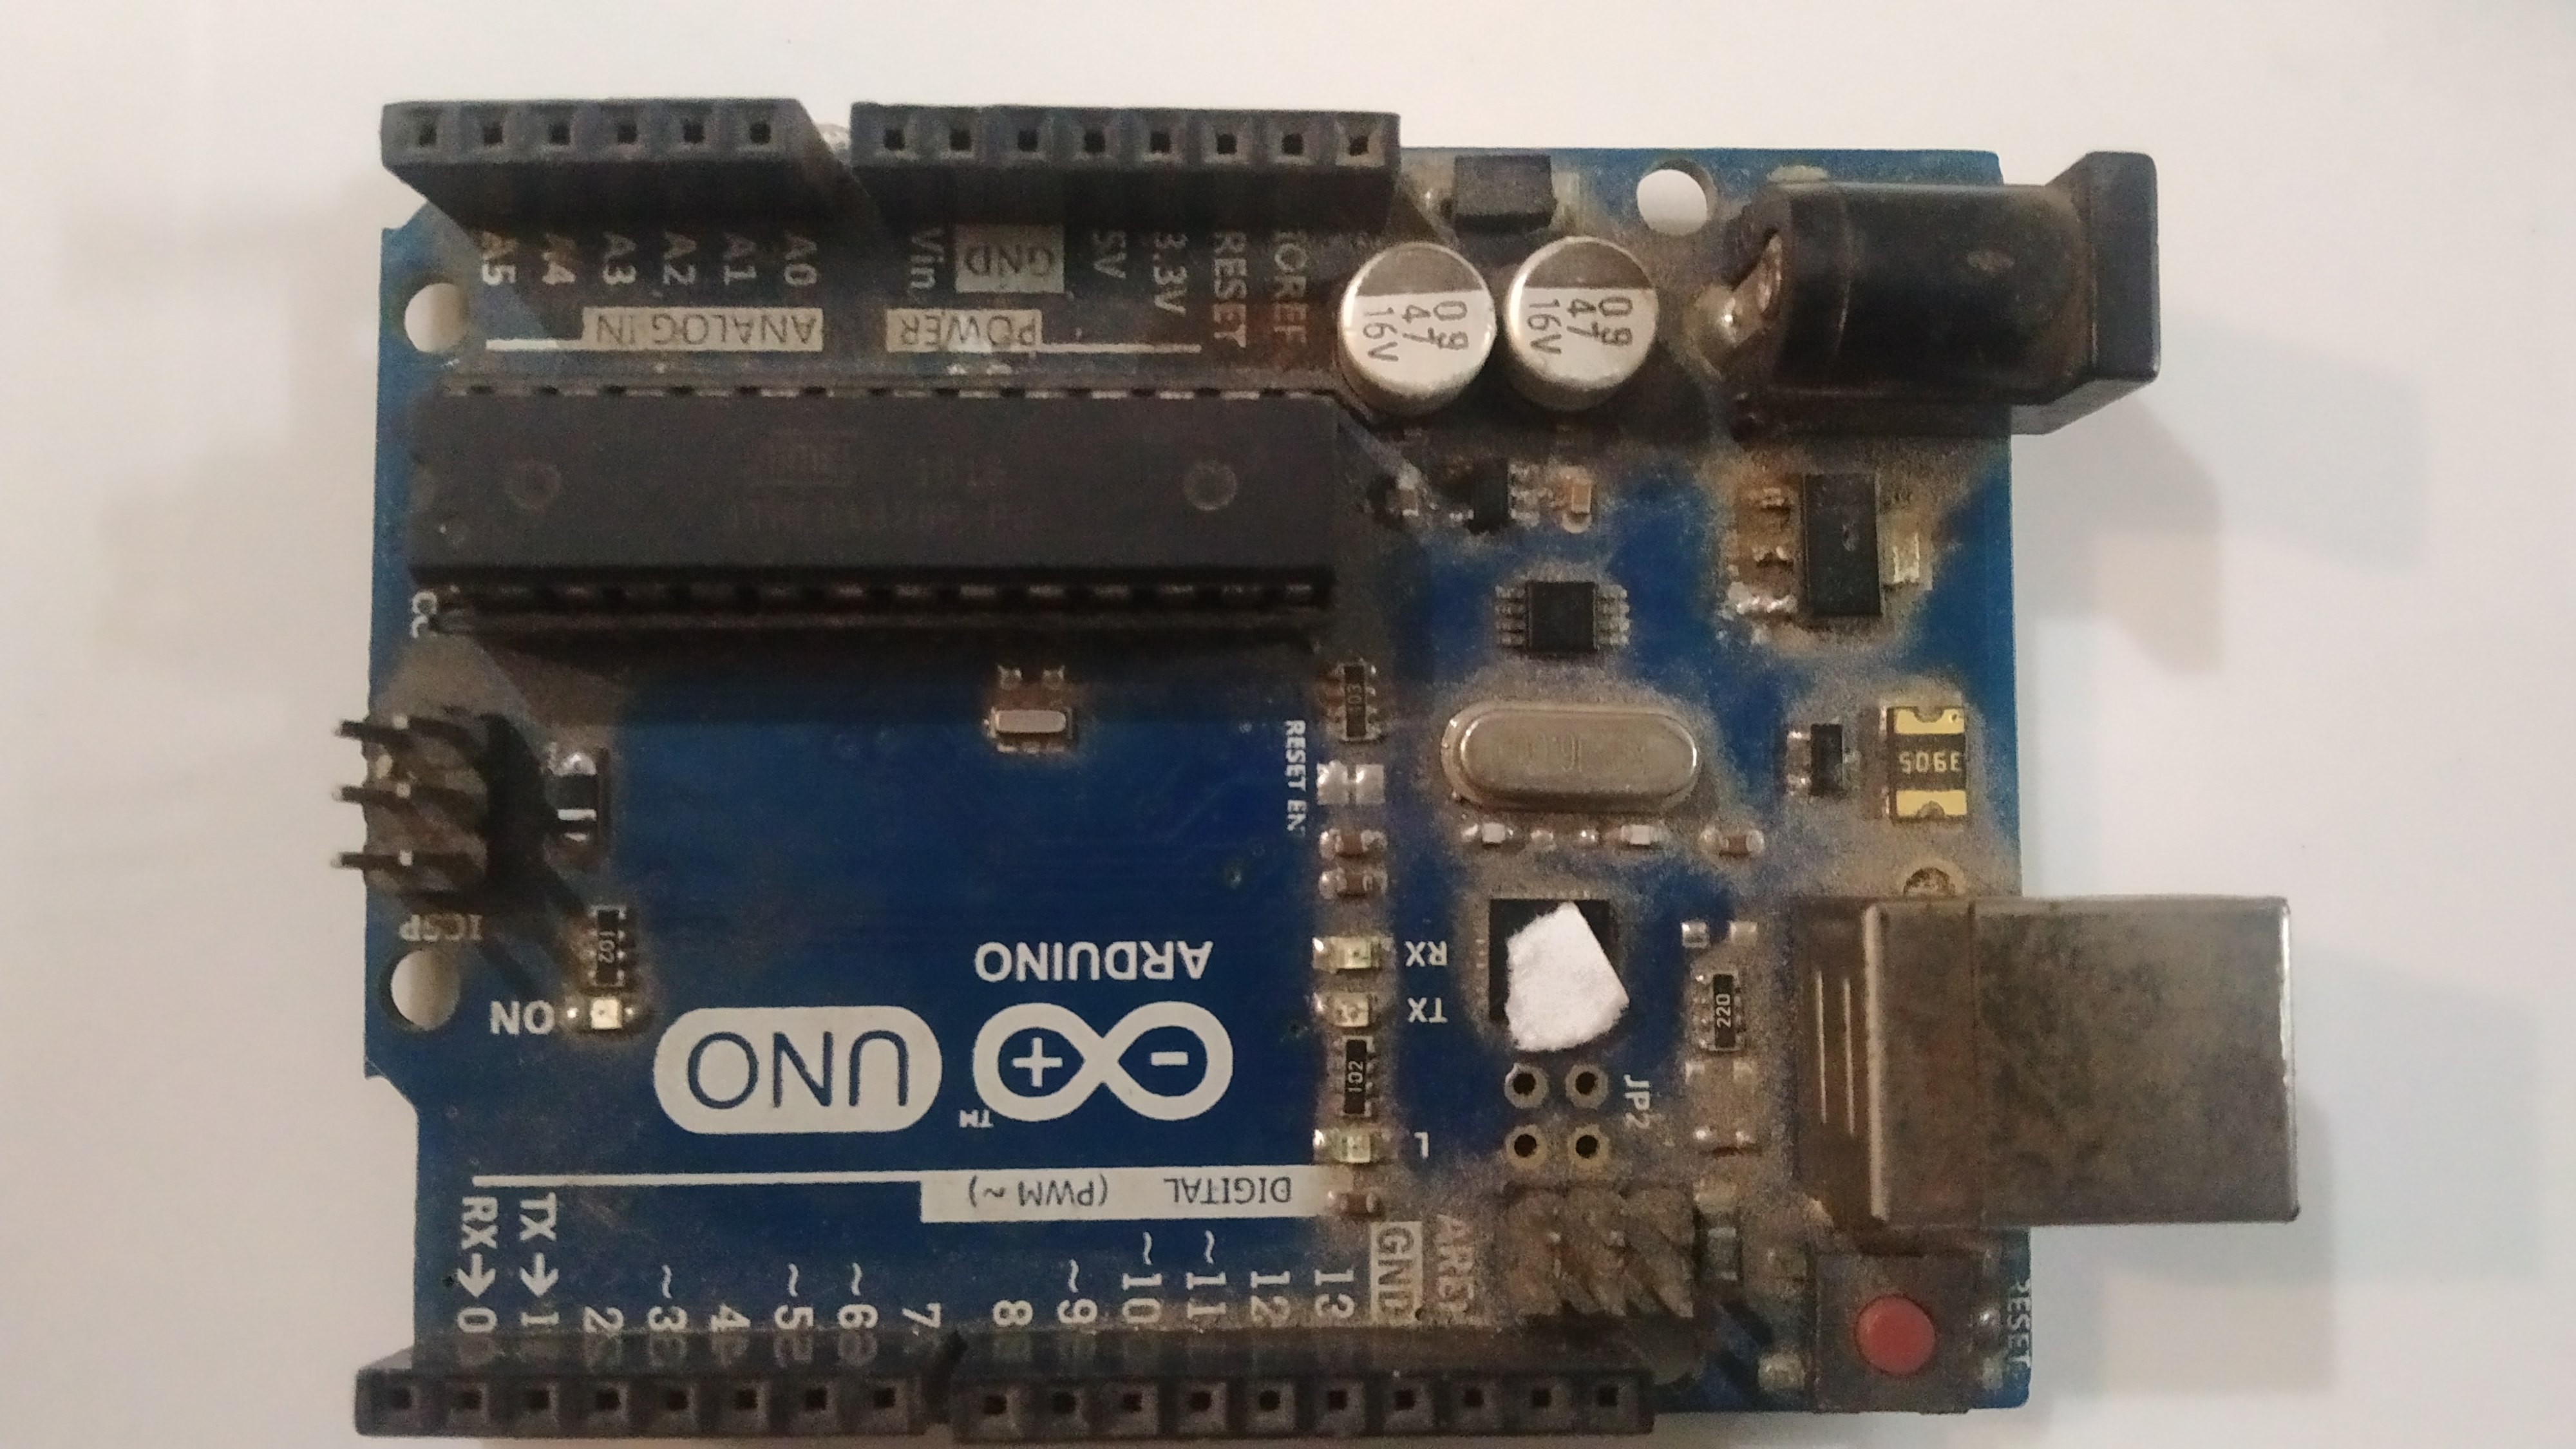 A5 A4 A3 A2 A1 A0
Vin GND 5V 3.3V RESET IOREF
ANALOG IN
POWER
09
47
16V
09
47
16V
103
RESET EN
3905
ICSP
102
ON
ARDUINO
UNO
TM
RX
TX
102
L
220
JP2
DIGITAL (PWM ~)
RX→0 TX→1 2 ~3 4 ~5 ~6 7 8 ~9 ~10 ~11 12 13 GND AREF
RESET